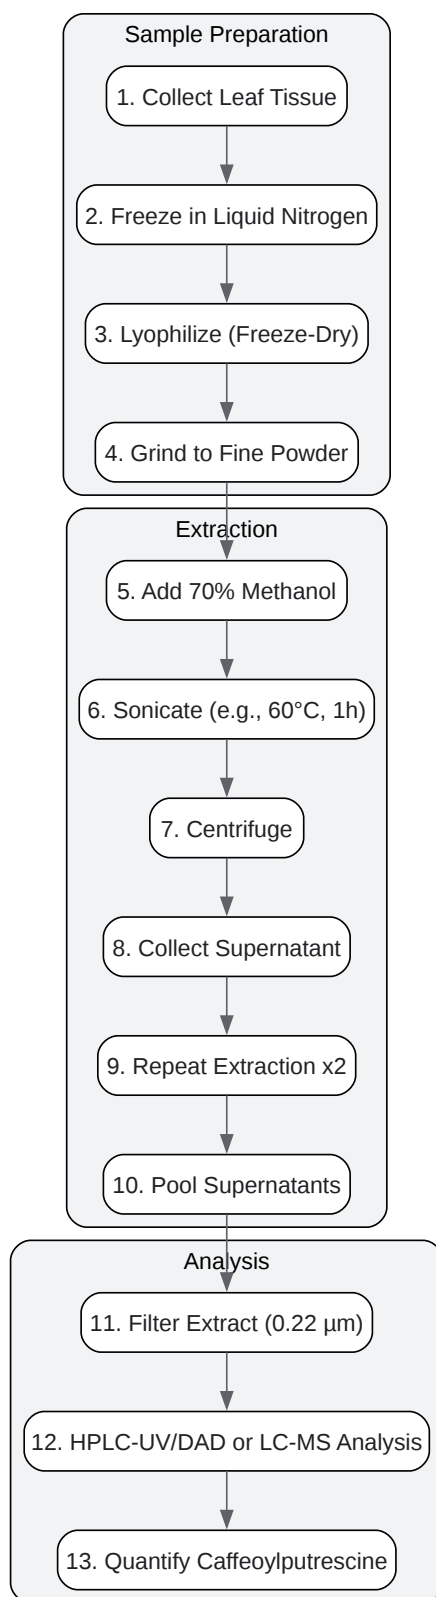 Sample Preparation
1. Collect Leaf Tissue
2. Freeze in Liquid Nitrogen
3. Lyophilize (Freeze-Dry)
4. Grind to Fine Powder
Extraction
5. Add 70% Methanol
6. Sonicate (e.g., 60°C, 1h)
7. Centrifuge
8. Collect Supernatant
9. Repeat Extraction x2
10. Pool Supernatants
Analysis
11. Filter Extract (0.22 µm)
12. HPLC-UV/DAD or LC-MS Analysis
13. Quantify Caffeoylputrescine